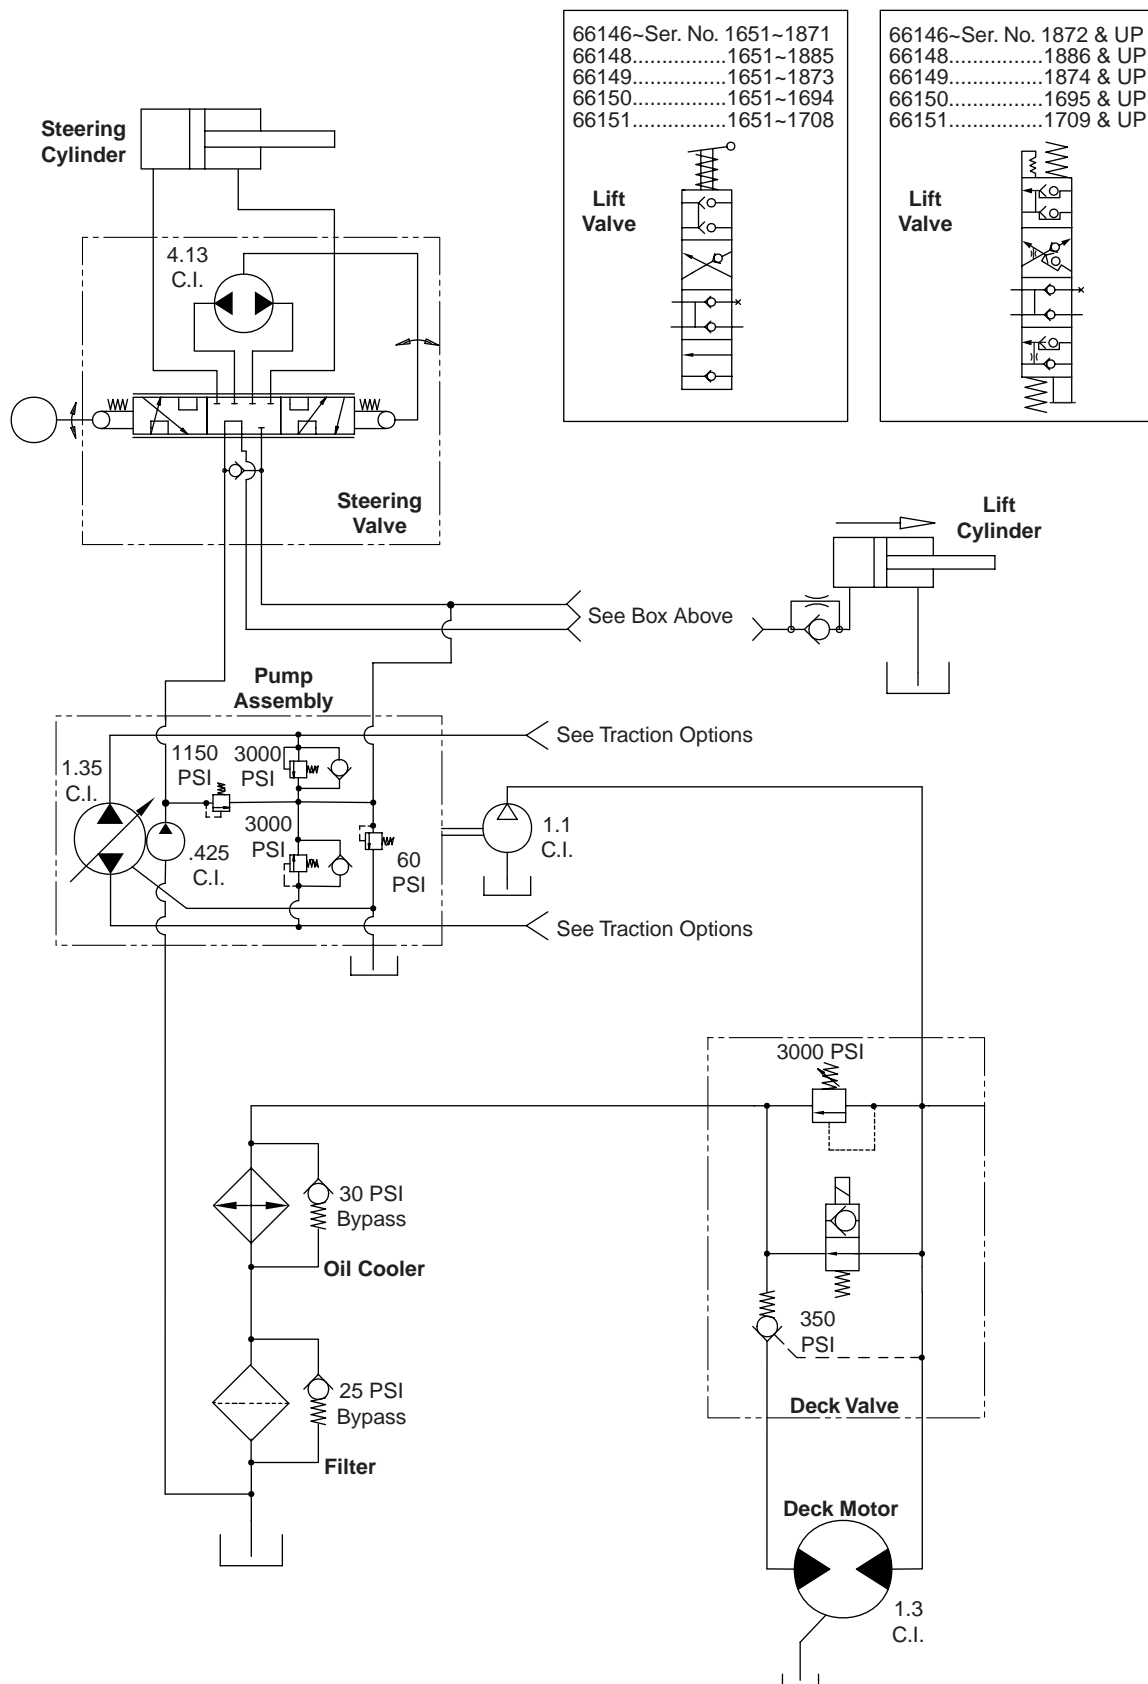 66146~Ser. No. 1651~1871
66148................1651~1885
66149................1651~1873
66150................1651~1694
66151................1651~1708
Lift
Valve
66146~Ser. No. 1872 & UP
66148................1886 & UP
66149................1874 & UP
66150................1695 & UP
66151................1709 & UP
Lift
Valve
Steering
Cylinder
4.13
C.I.
Steering
Valve
Lift
Cylinder
See Box Above
Pump
Assembly
See Traction Options
1150
PSI
3000
PSI
1.35
C.I.
3000
PSI
.425
C.I.
60
PSI
1.1
C.I.
See Traction Options
3000 PSI
30 PSI
Bypass
Oil Cooler
350
PSI
25 PSI
Bypass
Deck Valve
Filter
Deck Motor
1.3
C.I.